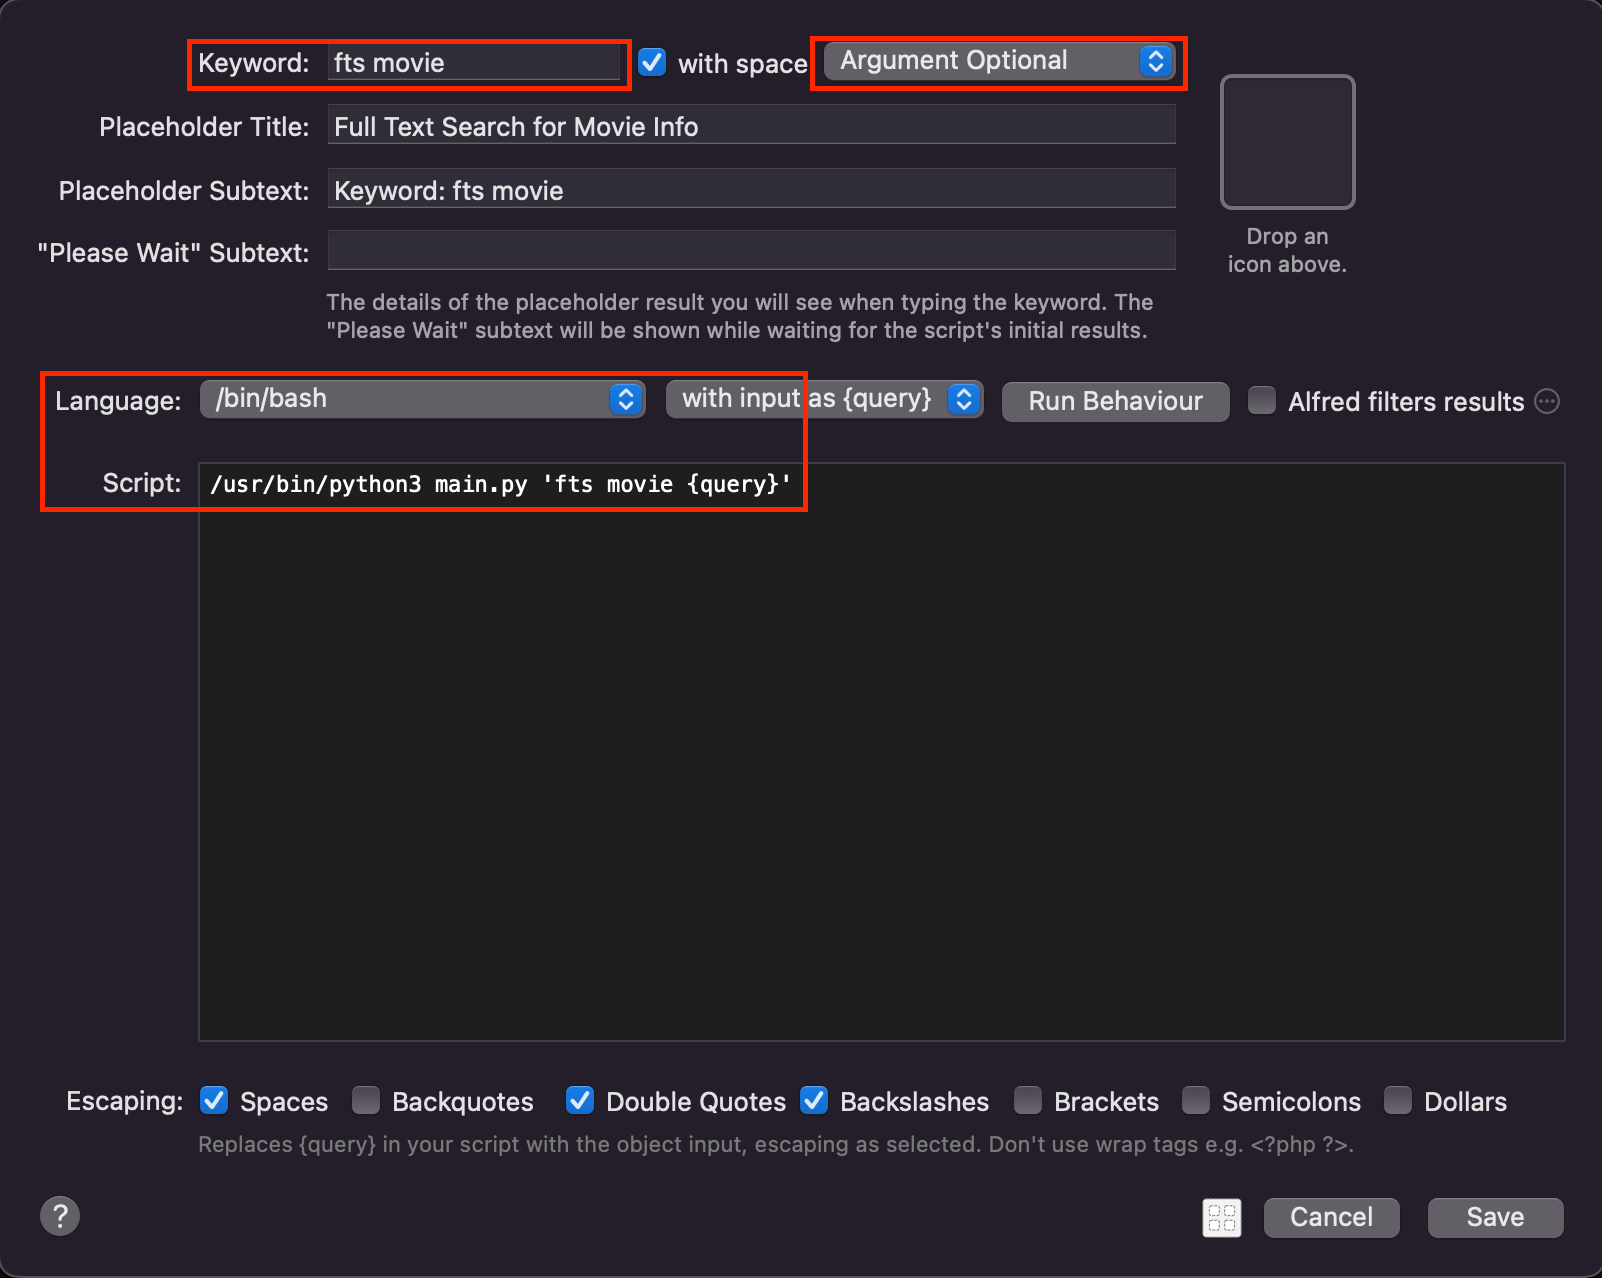 Keyword: fts movie with space Argument Optional
Placeholder Title: Full Text Search for Movie Info
Placeholder Subtext: Keyword: fts movie
"Please Wait" Subtext:
Drop an
icon above.
The details of the placeholder result you will see when typing the keyword. The
"Please Wait" subtext will be shown while waiting for the script's initial results.
Language: /bin/bash with input as {query} Run Behaviour Alfred filters results
Script: /usr/bin/python3 main.py 'fts movie {query}'
Escaping: Spaces Backquotes Double Quotes Backslashes Brackets Semicolons Dollars
Replaces {query} in your script with the object input, escaping as selected. Don't use wrap tags e.g. <?php ?>.
? Cancel Save